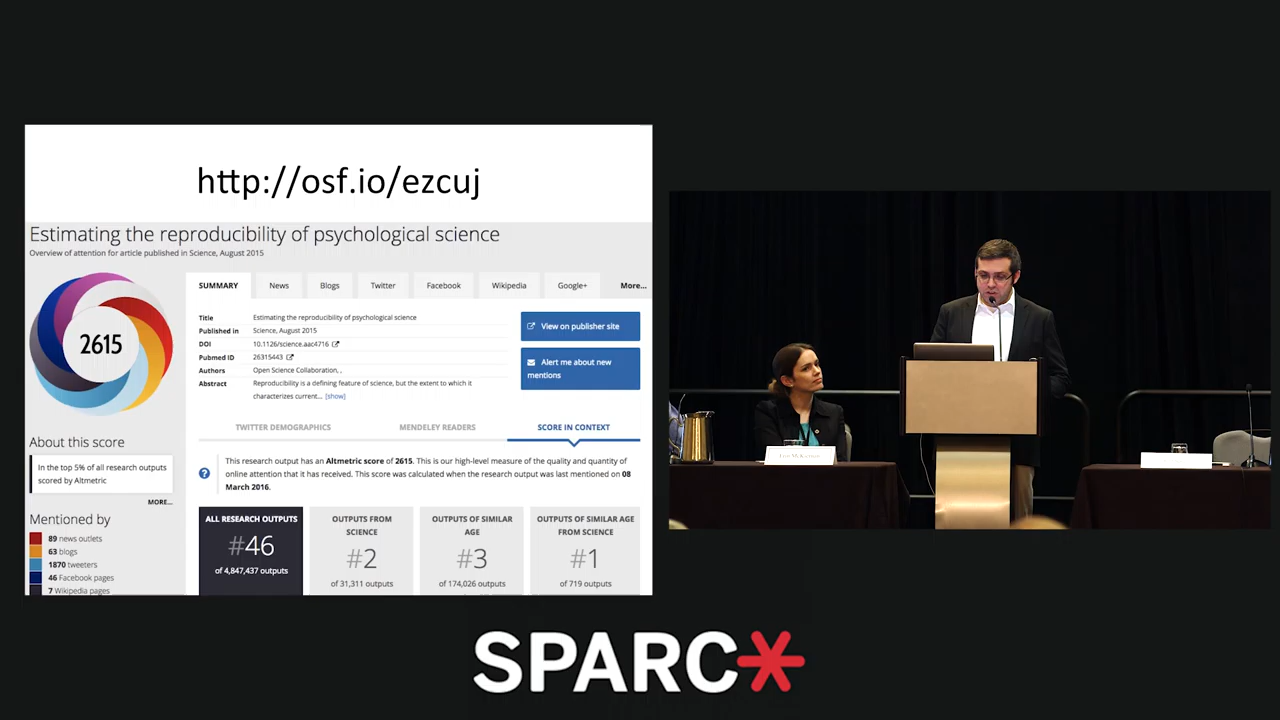 http://osf.io/ezcuj
Estimating the reproducibility of psychological science
Overview of attention for article published in Science, August 2015
2615
SUMMARY News Blogs Twitter Facebook Wikipedia Google+ More...
Title Estimating the reproducibility of psychological science
Published in Science, August 2015
DOI 10.1126/science.aac4716
Pubmed ID 26315443
Authors Open Science Collaboration, ,
Abstract Reproducibility is a defining feature of science, but the extent to which it
characterizes current... [show]
View on publisher site
Alert me about new
mentions
About this score
In the top 5% of all research outputs
scored by Altmetric
MORE...
Mentioned by
89 news outlets
63 blogs
1870 tweeters
46 Facebook pages
7 Wikipedia pages
TWITTER DEMOGRAPHICS MENDELEY READERS SCORE IN CONTEXT
?
This research output has an Altmetric score of 2615. This is our high-level measure of the quality and quantity of
online attention that it has received. This score was calculated when the research output was last mentioned on 08
March 2016.
ALL RESEARCH OUTPUTS
#46
of 4,847,437 outputs
OUTPUTS FROM
SCIENCE
#2
of 31,311 outputs
OUTPUTS OF SIMILAR
AGE
#3
of 174,026 outputs
OUTPUTS OF SIMILAR AGE
FROM SCIENCE
#1
of 719 outputs
SPARC